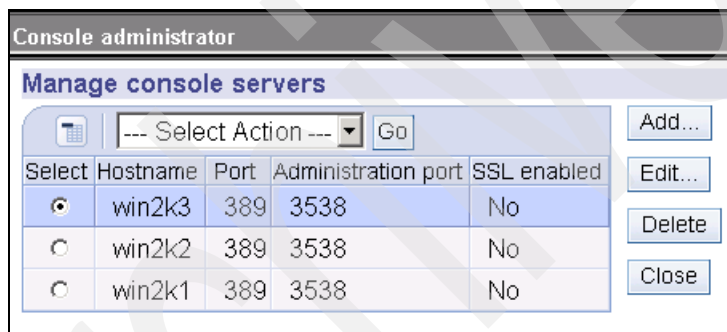 Console administrator
Manage console servers
--- Select Action --- Go
Add...
Select Hostname Port Administration port SSL enabled
Edit...
win2k3 389 3538 No
Delete
win2k2 389 3538 No
Close
win2k1 389 3538 No